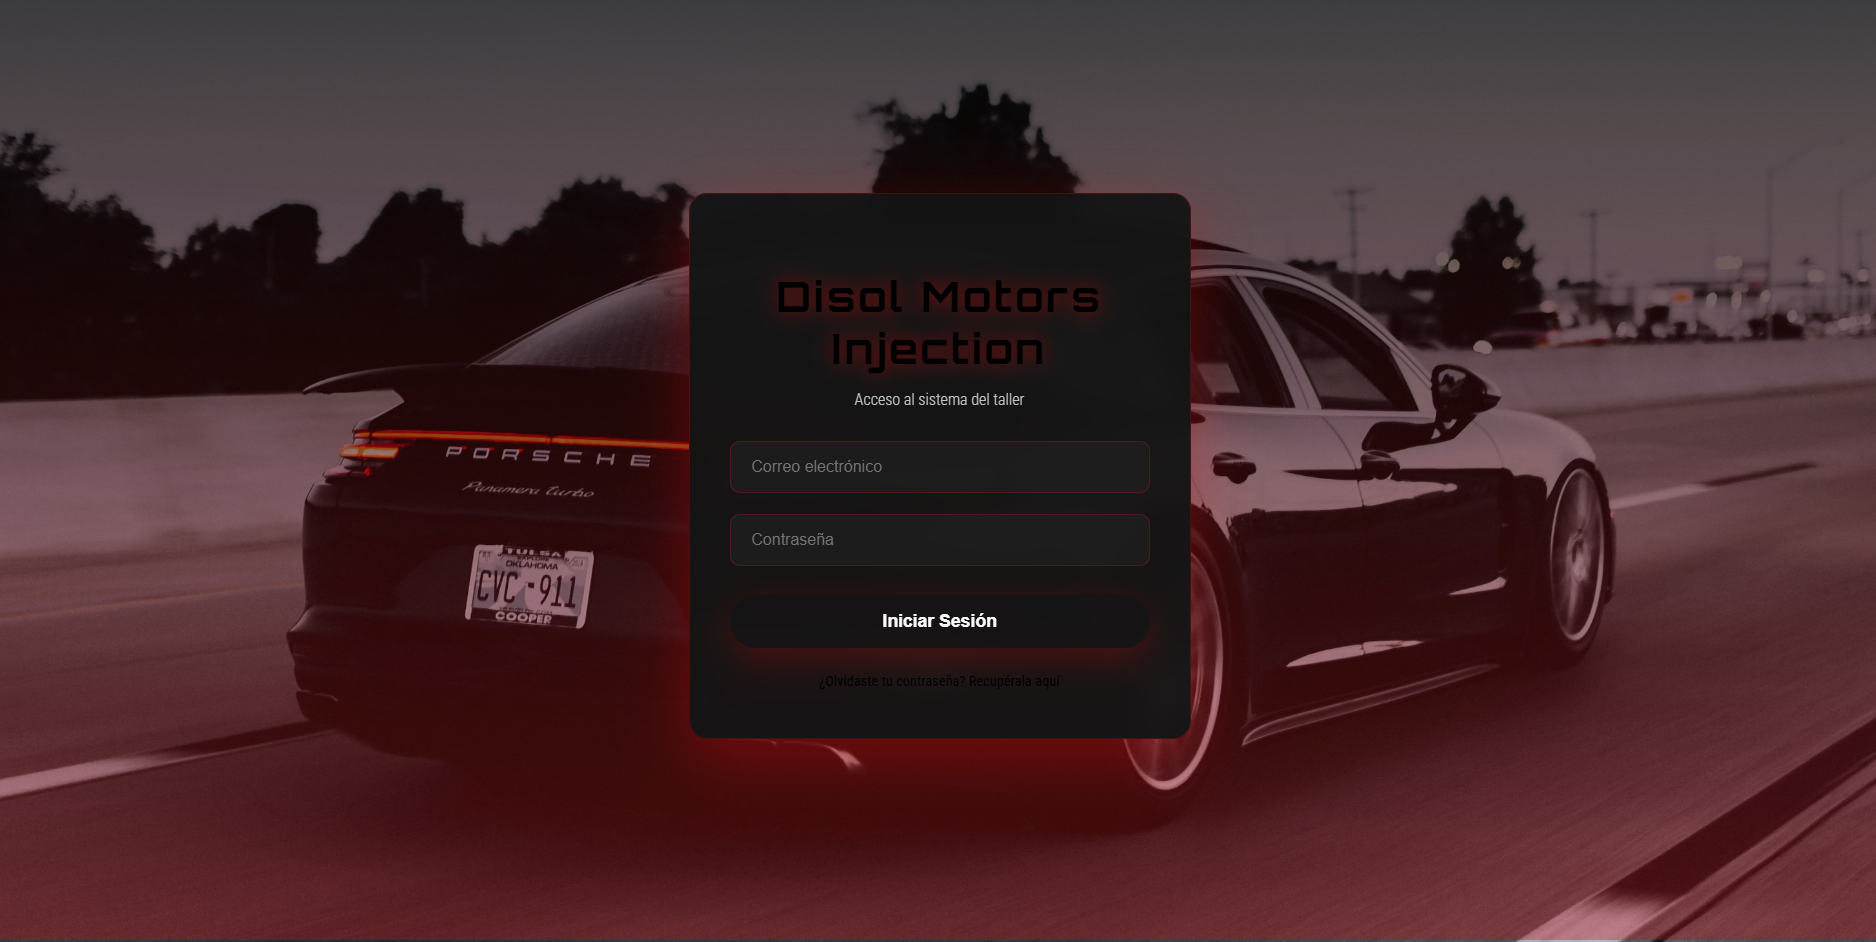 Disol Motors
Injection
Acceso al sistema del taller
Correo electrónico
Contraseña
Iniciar Sesión
¿Olvidaste tu contraseña? Recupérala aquí
PORSCHE
Panamera turbo
TULSA
OKLAHOMA
CVC-911
COOPER